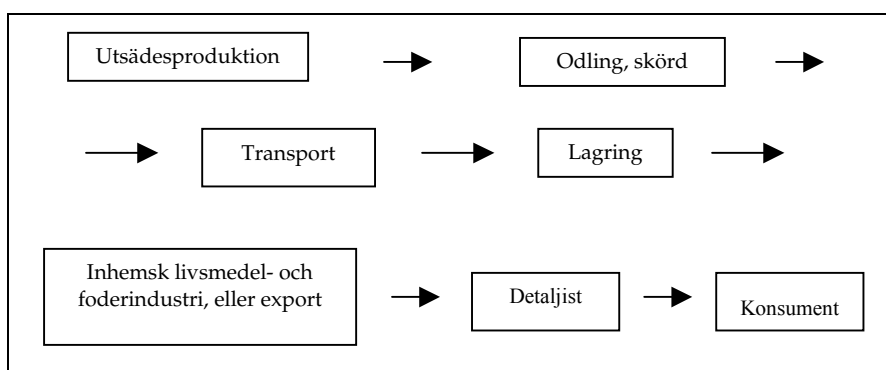 Utsädesproduktion
Odling, skörd
Transport
Lagring
Inhemsk livsmedel- och
foderindustri, eller export
Detaljist
Konsument